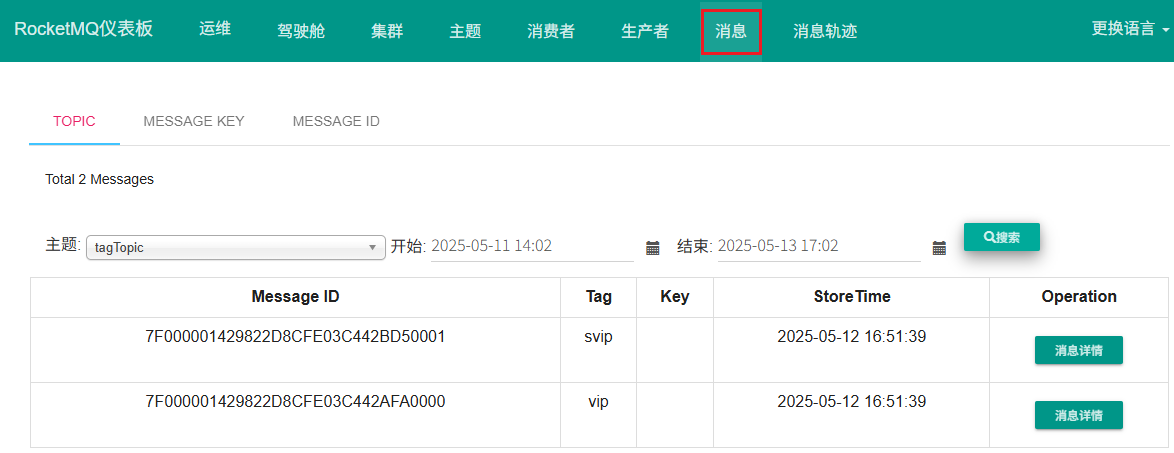 RocketMQ仪表板 运维 驾驶舱 集群 主题 消费者 生产者 消息 消息轨迹 更换语言
TOPIC MESSAGE KEY MESSAGE ID
Total 2 Messages
主题: tagTopic 开始: 2025-05-11 14:02 结束: 2025-05-13 17:02 搜索
Message ID Tag Key StoreTime Operation
7F000001429822D8CFE03C442BD50001 svip 2025-05-12 16:51:39 消息详情
7F000001429822D8CFE03C442AFA0000 vip 2025-05-12 16:51:39 消息详情